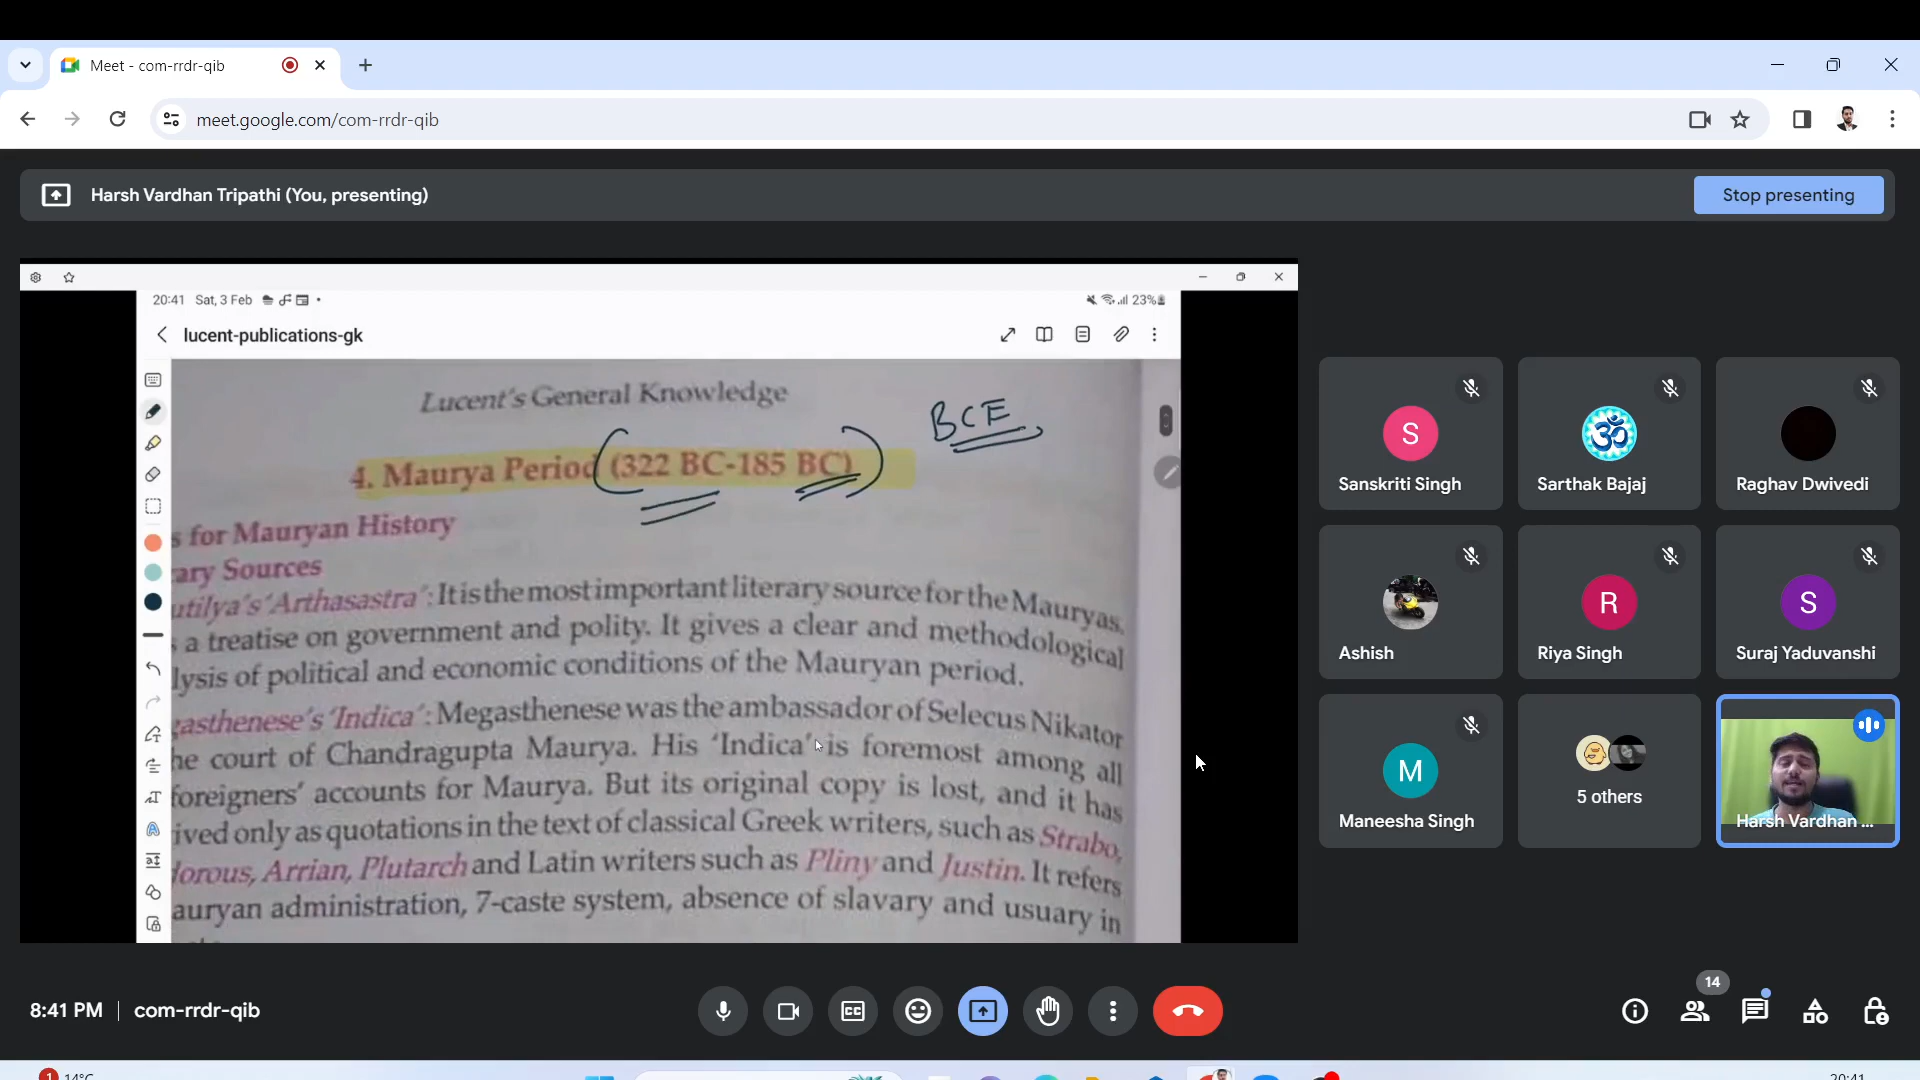 Meet - com-rrdr-qib
meet.google.com/com-rrdr-qib
Harsh Vardhan Tripathi (You, presenting)
Stop presenting
20:41 Sat, 3 Feb
23%
lucent-publications-gk
Lucent's General Knowledge
BCE
4. Maurya Period (322 BC-185 BC)
s for Mauryan History
ary Sources
utilya's 'Arthasastra': It is the most important literary source for the Mauryas.
s a treatise on government and polity. It gives a clear and methodological
lysis of political and economic conditions of the Mauryan period.
gasthenese's 'Indica': Megasthenese was the ambassador of Selecus Nikator
he court of Chandragupta Maurya. His 'Indica' is foremost among all
foreigners' accounts for Maurya. But its original copy is lost, and it has
ived only as quotations in the text of classical Greek writers, such as Strabo,
dorous, Arrian, Plutarch and Latin writers such as Pliny and Justin. It refers
auryan administration, 7-caste system, absence of slavary and usuary in
Sanskriti Singh
Sarthak Bajaj
Raghav Dwivedi
Ashish
R
Riya Singh
S
Suraj Yaduvanshi
S
M
Maneesha Singh
5 others
Harsh Vardhan ...
8:41 PM | com-rrdr-qib
14
1
14°C
20:41